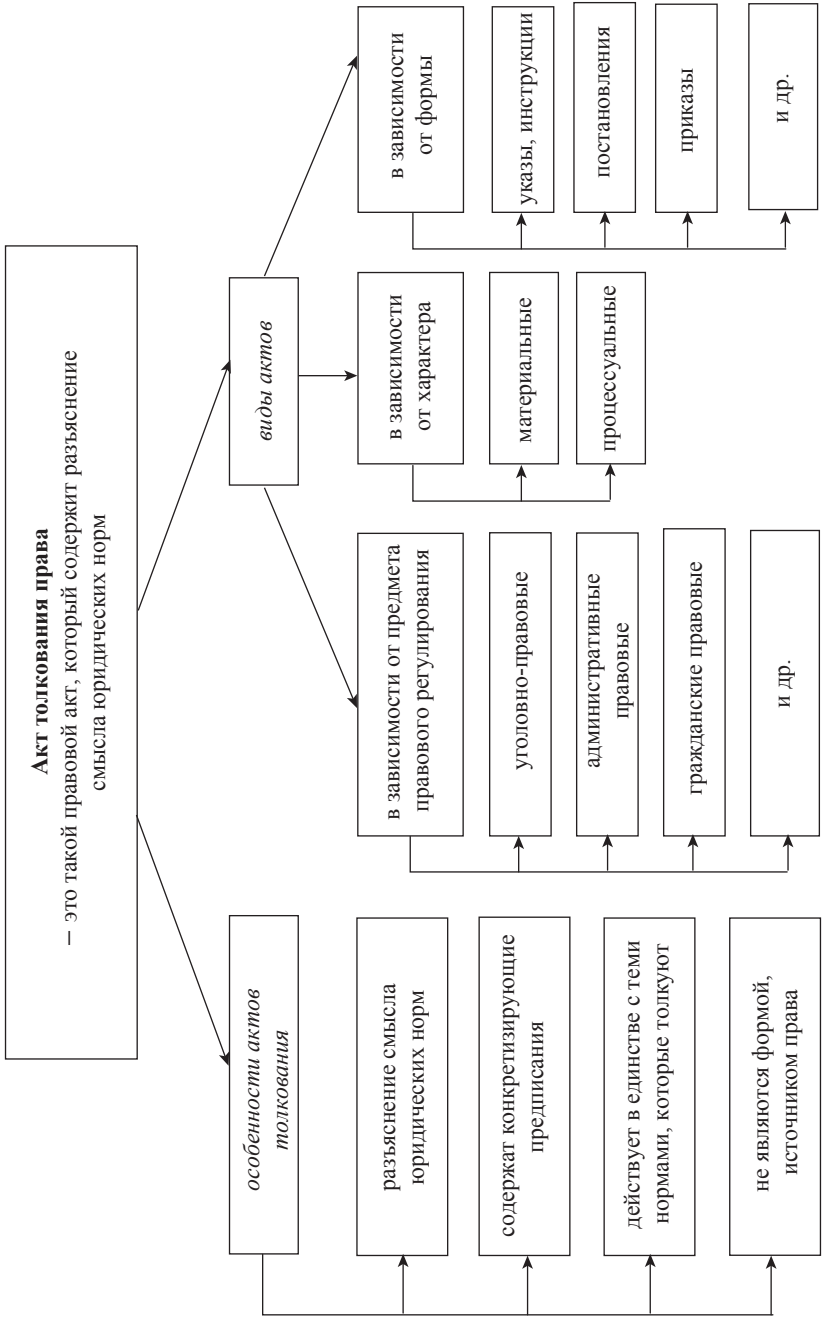 Акт толкования права
– это такой правовой акт, который содержит разъяснение
смысла юридических норм
особенности актов
толкования
разъяснение смысла
юридических норм
содержат конкретизирующие
предписания
действует в единстве с теми
нормами, которые толкуют
не являются формой,
источником права
виды актов
в зависимости от предмета
правового регулирования
уголовно-правовые
административные
правовые
гражданские правовые
и др.
в зависимости
от характера
материальные
процессуальные
в зависимости
от формы
указы, инструкции
постановления
приказы
и др.